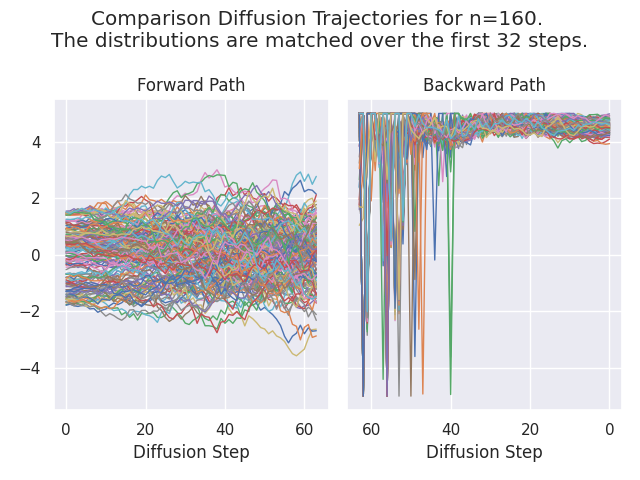 Comparison Diffusion Trajectories for n=160.
The distributions are matched over the first 32 steps.
Forward Path
Backward Path
4
2
0
−2
−4
0
20
40
60
60
40
20
0
Diffusion Step
Diffusion Step